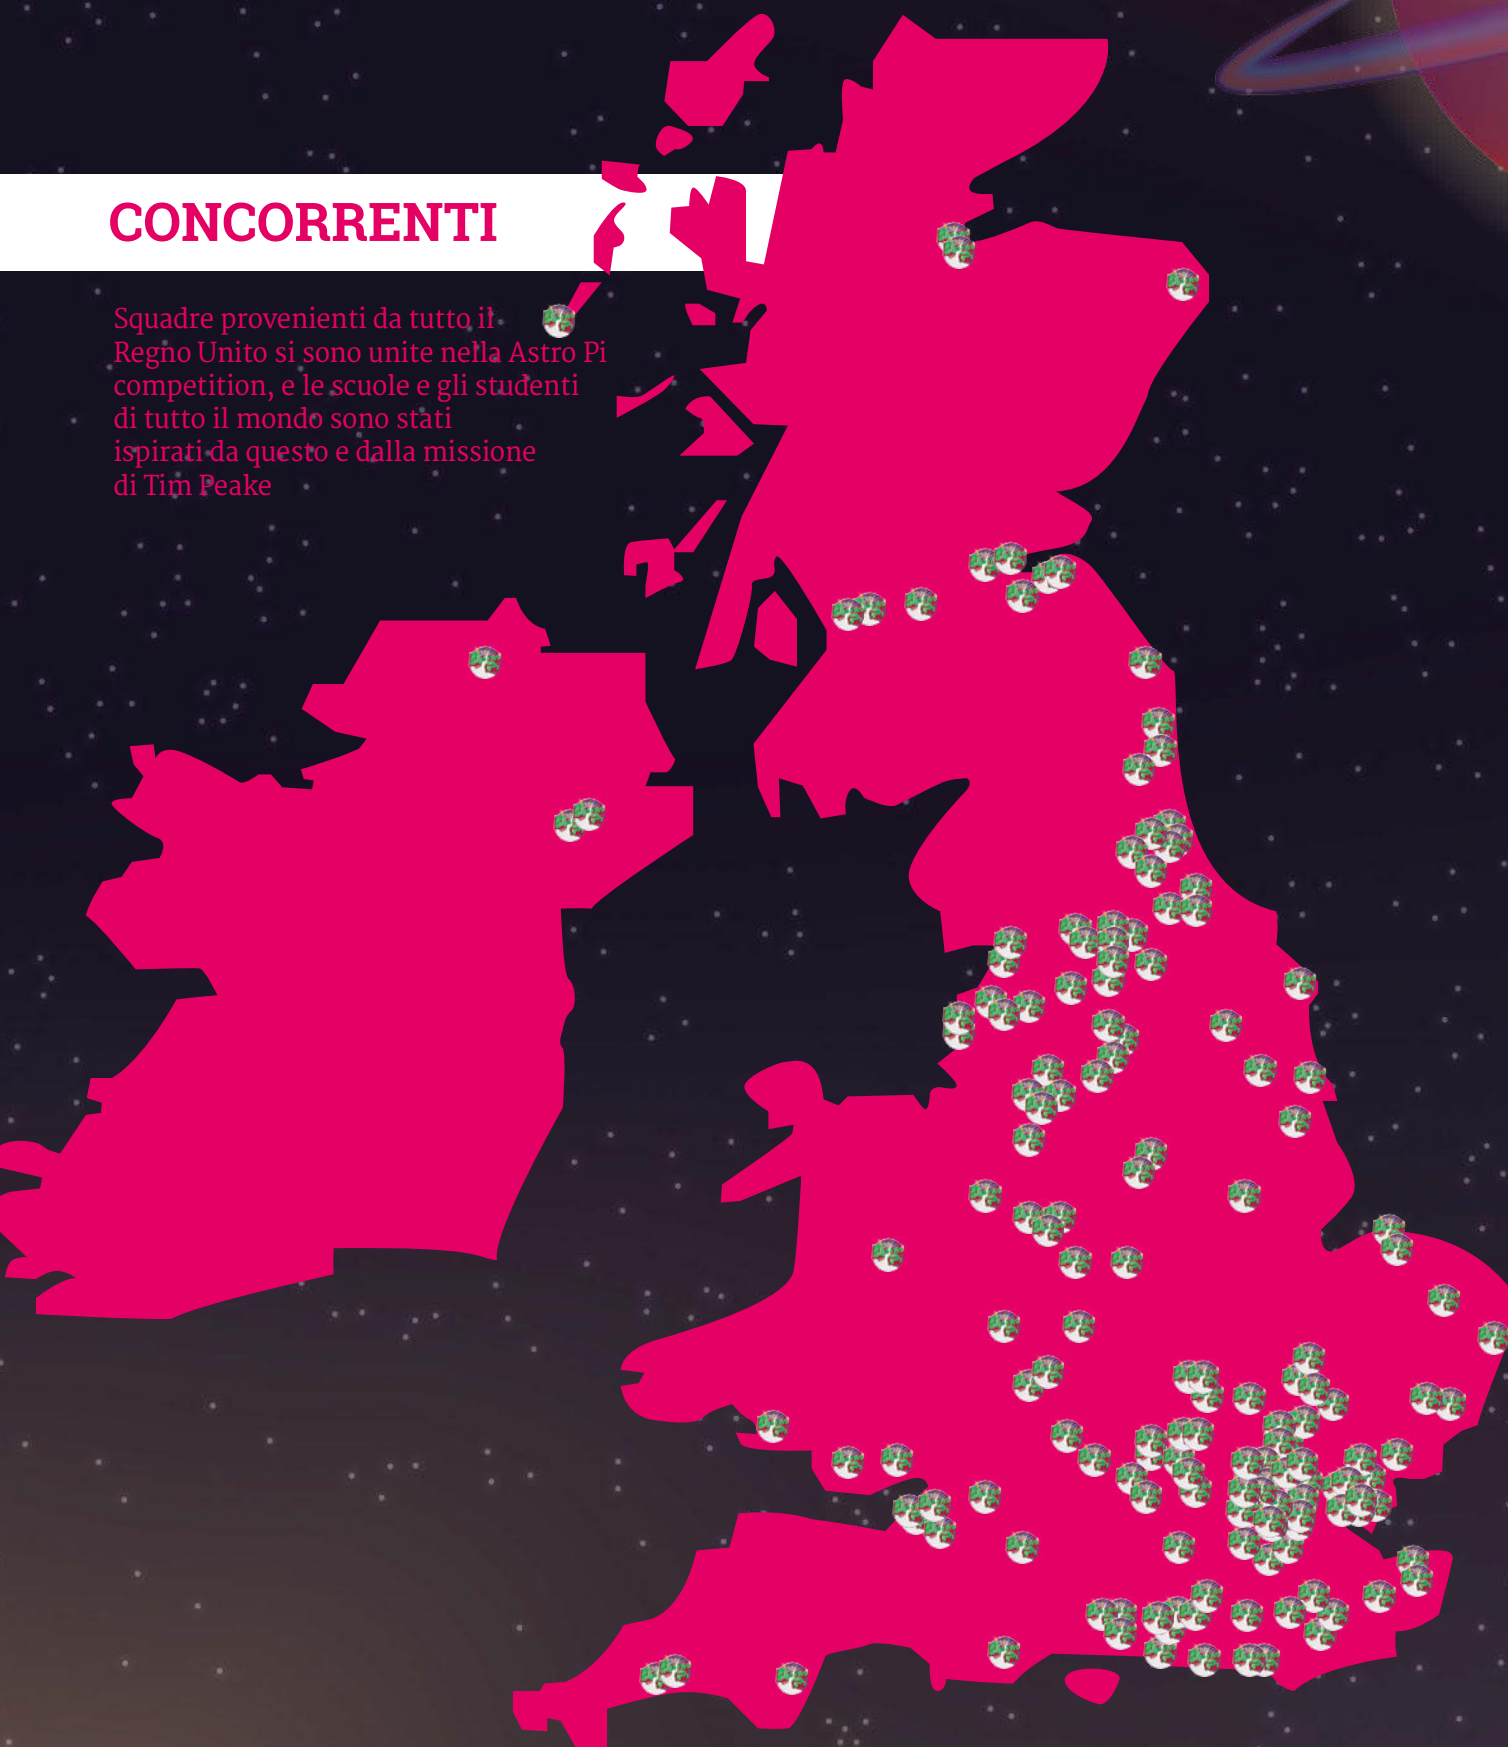 CONCORRENTI
Squadre provenienti da tutto il
Regno Unito si sono unite nella Astro Pi
competition, e le scuole e gli studenti
di tutto il mondo sono stati
ispirati da questo e dalla missione
di Tim Peake